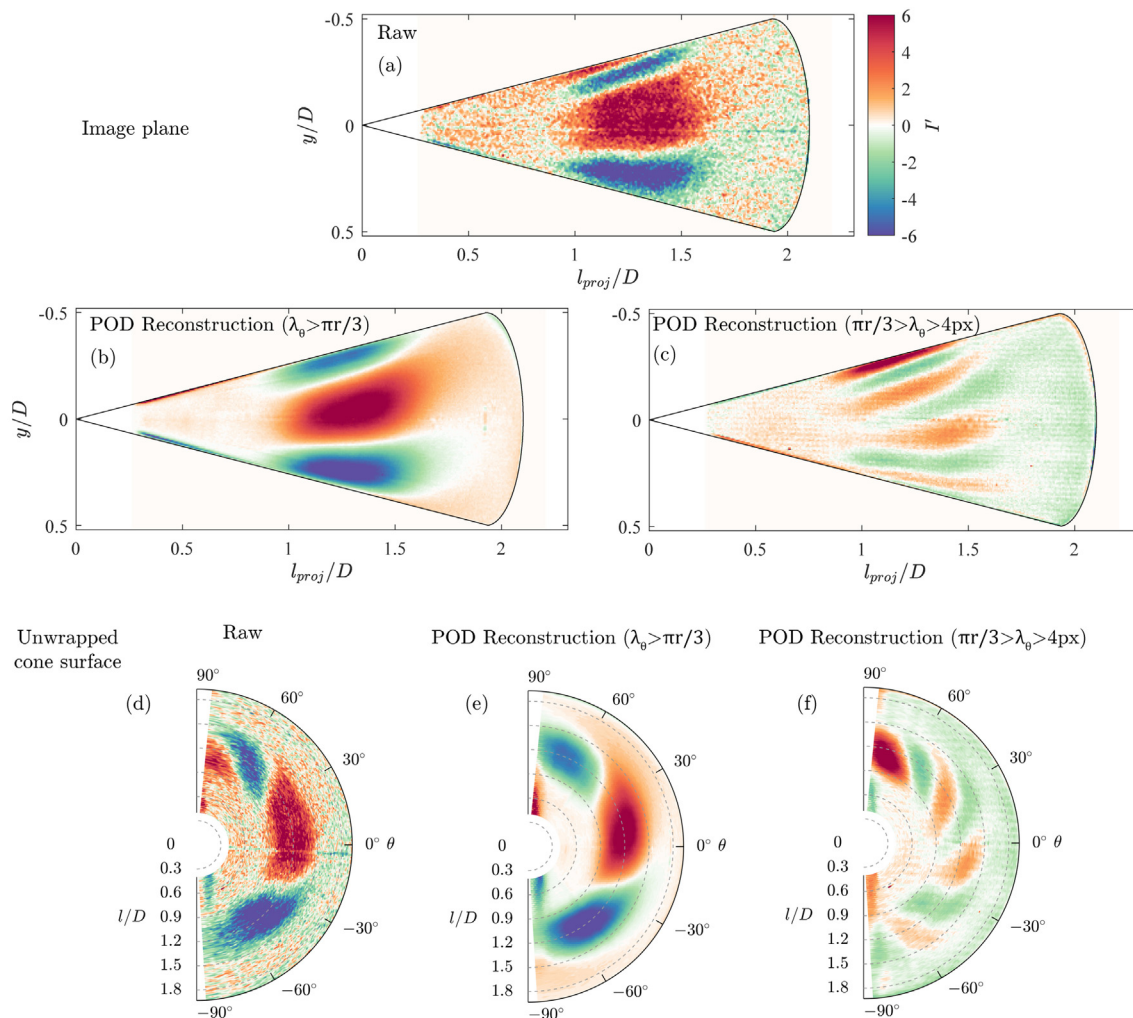 Raw
(a)
Image plane
y/D
-0.5
0
0.5
0 0.5 1 1.5 2
l_proj/D
6
4
2
0
-2
-4
-6
I'
POD Reconstruction (λ_θ>πr/3)
(b)
y/D
-0.5
0
0.5
0 0.5 1 1.5 2
l_proj/D
POD Reconstruction (πr/3>λ_θ>4px)
(c)
-0.5
0
0.5
0 0.5 1 1.5 2
l_proj/D
Unwrapped
cone surface
Raw
(d)
90°
60°
30°
0° θ
−30°
−60°
−90°
0
0.3
0.6
l/D 0.9
1.2
1.5
1.8
POD Reconstruction (λ_θ>πr/3)
(e)
90°
60°
30°
0° θ
−30°
−60°
−90°
0
0.3
0.6
l/D 0.9
1.2
1.5
1.8
POD Reconstruction (πr/3>λ_θ>4px)
(f)
90°
60°
30°
0° θ
−30°
−60°
−90°
0
0.3
0.6
l/D 0.9
1.2
1.5
1.8